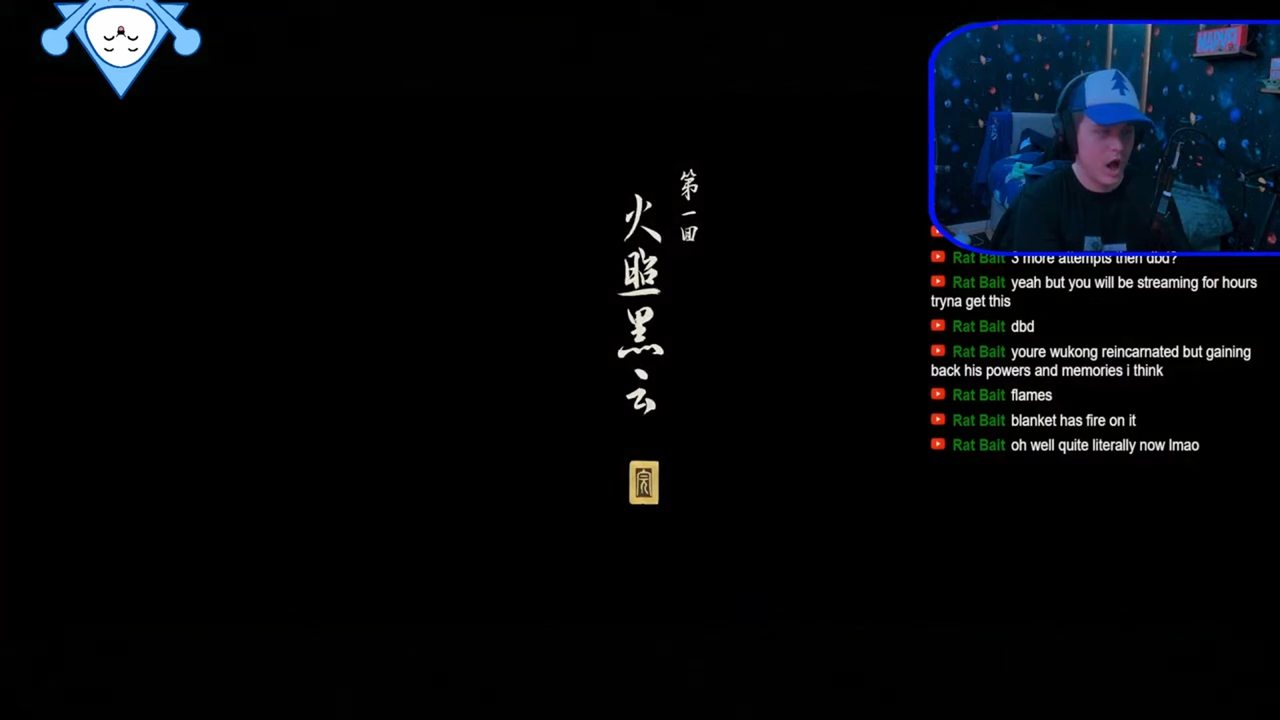 第一回
火照黑云
完
MARVEL
Rat Bait 3 more attempts then dbd?
Rat Bait yeah but you will be streaming for hours
tryna get this
Rat Bait dbd
Rat Bait youre wukong reincarnated but gaining
back his powers and memories i think
Rat Bait flames
Rat Bait blanket has fire on it
Rat Bait oh well quite literally now lmao